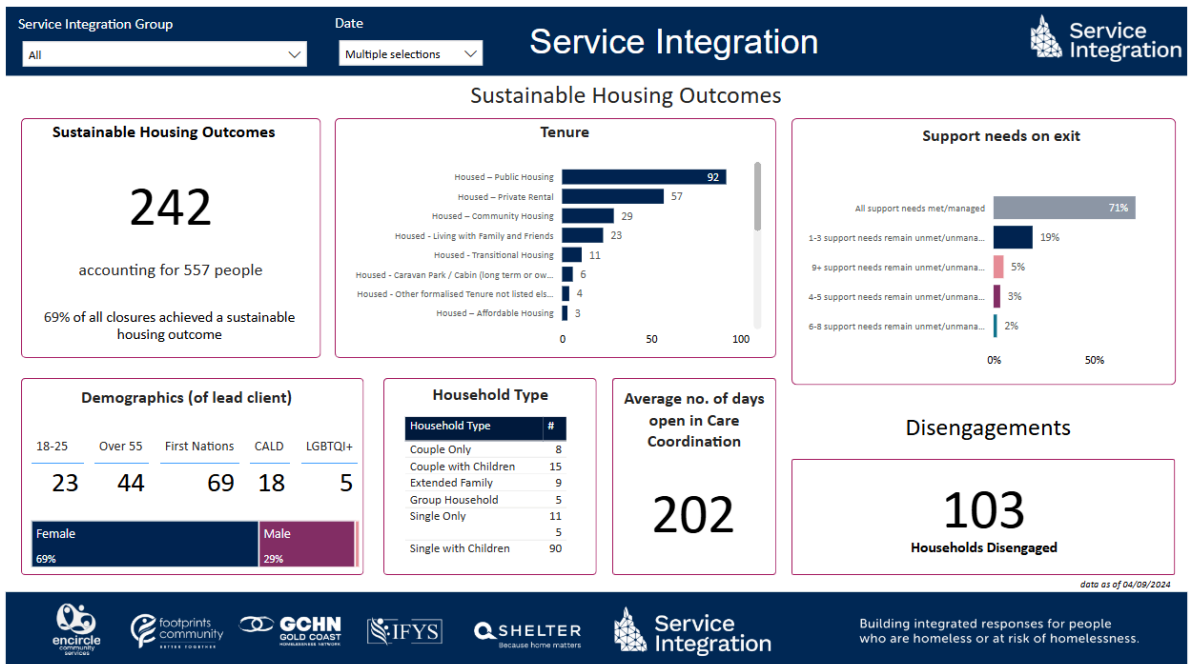 Service Integration Group
All
Date
Multiple selections
Service Integration
Service
Integration
Sustainable Housing Outcomes
Sustainable Housing Outcomes
242
accounting for 557 people
69% of all closures achieved a sustainable
housing outcome
Tenure
Housed – Public Housing 92
Housed – Private Rental 57
Housed – Community Housing 29
Housed - Living with Family and Friends 23
Housed - Transitional Housing 11
Housed - Caravan Park / Cabin (long term or ow... 6
Housed - Other formalised Tenure not listed els... 4
Housed – Affordable Housing 3
0 50 100
Support needs on exit
All support needs met/managed 71%
1-3 support needs remain unmet/unmana... 19%
9+ support needs remain unmet/unmana... 5%
4-5 support needs remain unmet/unmana... 3%
6-8 support needs remain unmet/unmana... 2%
0% 50%
Demographics (of lead client)
18-25 Over 55 First Nations CALD LGBTQI+
23 44 69 18 5
Female Male
69% 29%
Household Type
Household Type #
Couple Only 8
Couple with Children 15
Extended Family 9
Group Household 5
Single Only 11
5
Single with Children 90
Average no. of days
open in Care
Coordination
202
Disengagements
103
Households Disengaged
data as of 04/09/2024
encircle
community
services
footprints
community
BETTER TOGETHER
GCHN
GOLD COAST
HOMELESSNESS NETWORK
IFYS
Q SHELTER
Because home matters
Service
Integration
Building integrated responses for people
who are homeless or at risk of homelessness.